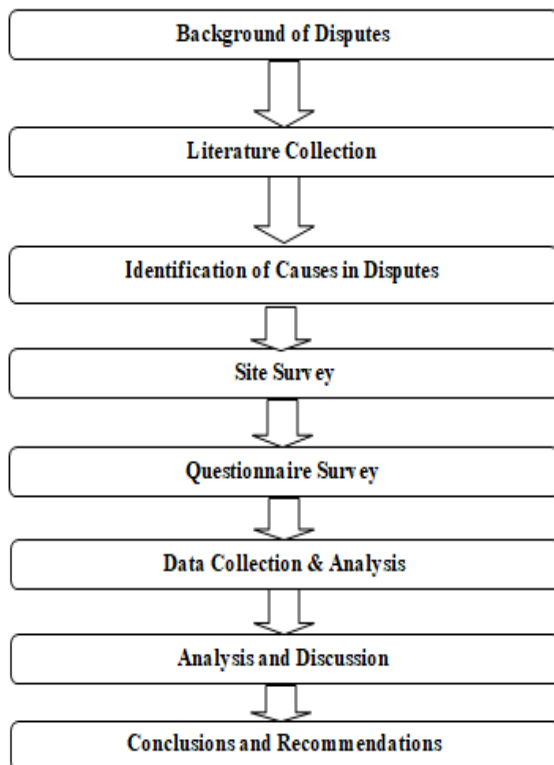 Background of Disputes
Literature Collection
Identification of Causes in Disputes
Site Survey
Questionnaire Survey
Data Collection & Analysis
Analysis and Discussion
Conclusions and Recommendations